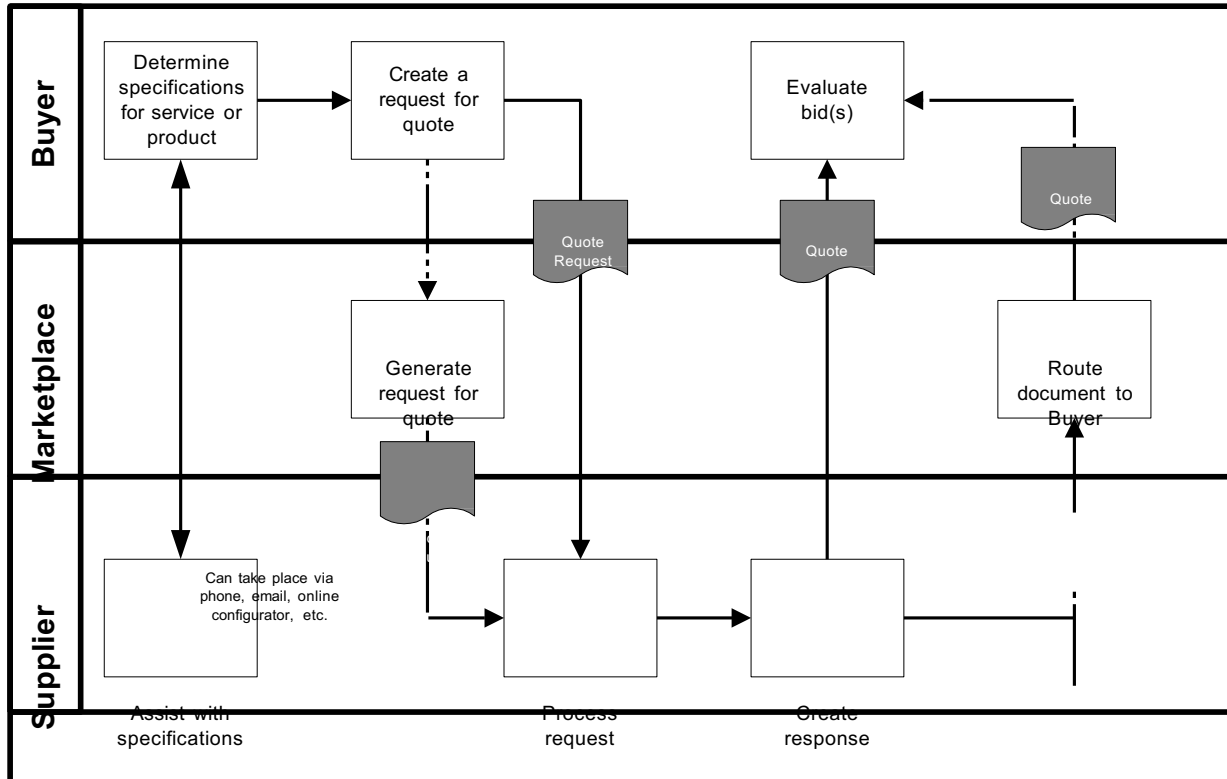 Buyer
Determine
specifications
for service or
product
Create a
request for
quote
Evaluate
bid(s)
Quote
Quote
Request
Quote
Marketplace
Generate
request for
quote
Route
document to
Buyer
Supplier
Can take place via
phone, email, online
configurator, etc.
Assist with
specifications
Process
request
Create
response